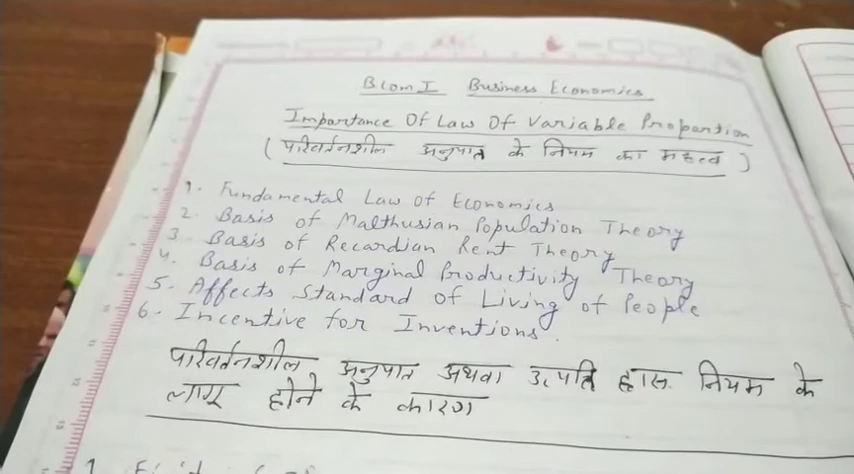 B.Com I Business Economics
Importance Of Law Of Variable Proportion
(परिवर्तनशील अनुपात के नियम का महत्व)
1. Fundamental Law of Economics
2. Basis of Malthusian Population Theory
3. Basis of Recardian Rent Theory
4. Basis of Marginal Productivity Theory
5. Affects Standard of Living of People
6. Incentive for Inventions.
परिवर्तनशील अनुपात अथवा उत्पत्ति ह्रास नियम के
लागू होने के कारण
1.